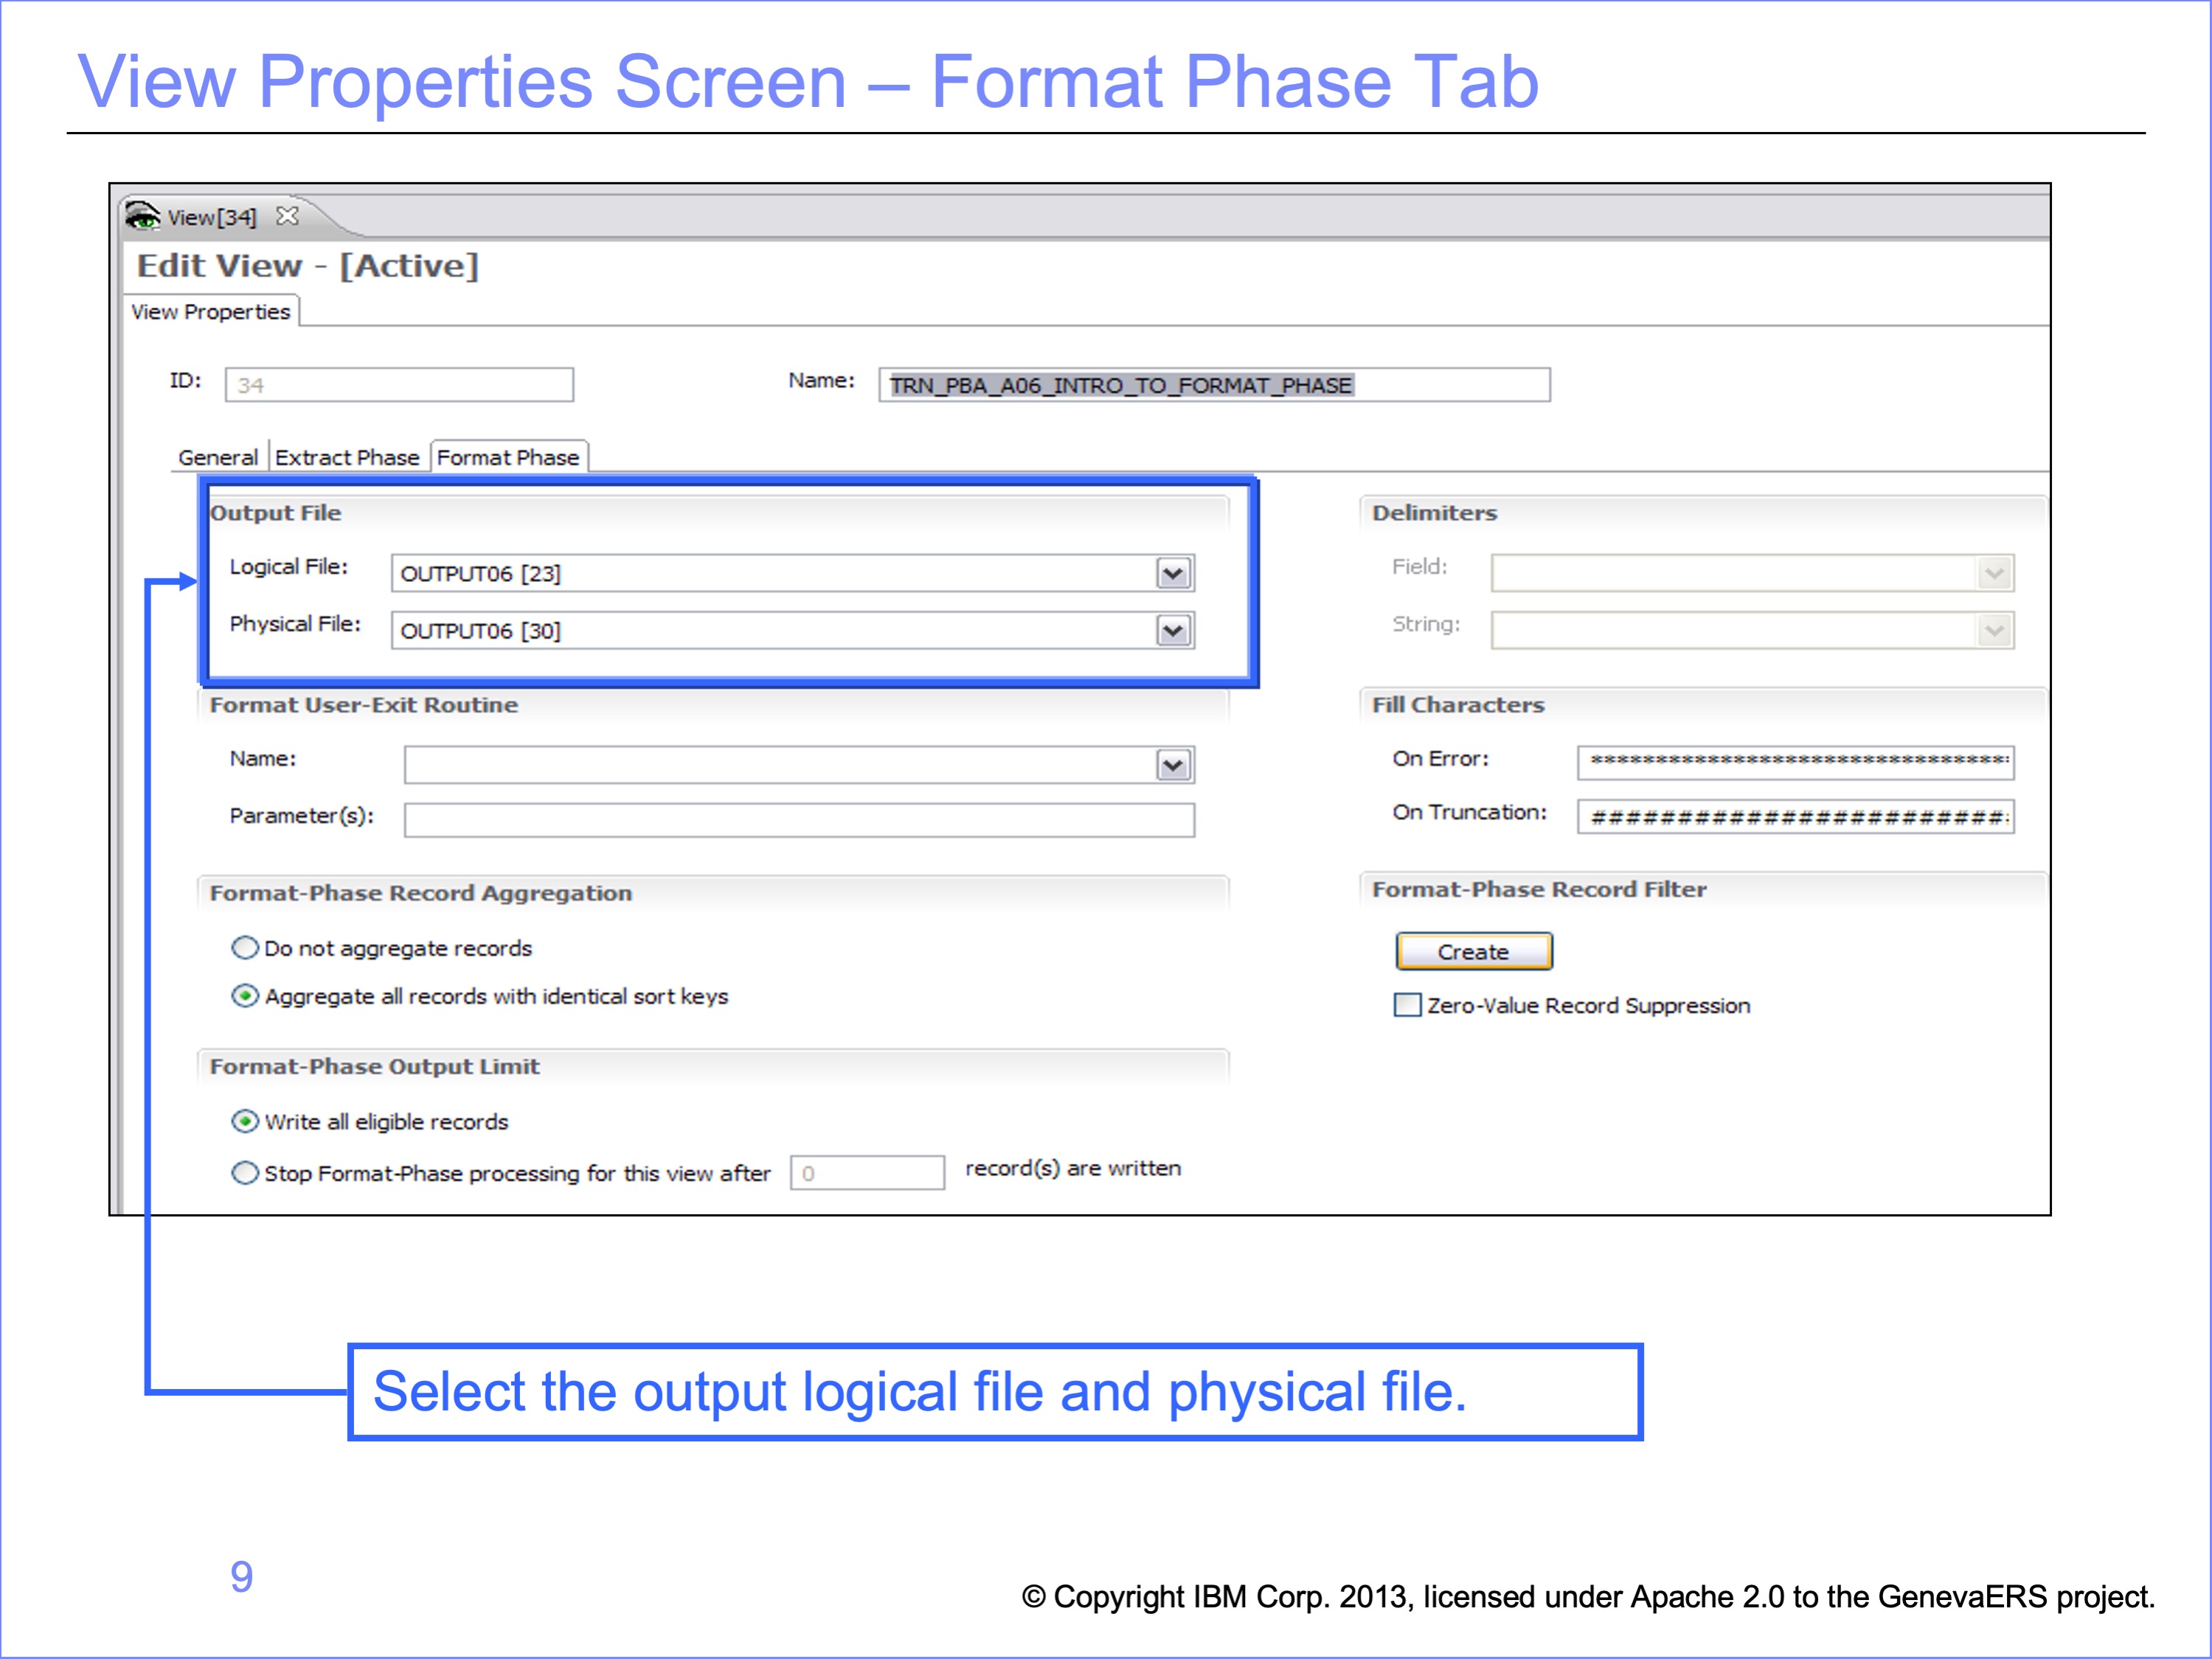 View Properties Screen – Format Phase Tab
View[34]
Edit View - [Active]
View Properties
ID: 34 Name: TRN_PBA_A06_INTRO_TO_FORMAT_PHASE
General Extract Phase Format Phase
Output File
Logical File: OUTPUT06 [23]
Physical File: OUTPUT06 [30]
Format User-Exit Routine
Name:
Parameter(s):
Format-Phase Record Aggregation
Do not aggregate records
Aggregate all records with identical sort keys
Format-Phase Output Limit
Write all eligible records
Stop Format-Phase processing for this view after 0 record(s) are written
Delimiters
Field:
String:
Fill Characters
On Error: ********************************
On Truncation: ########################
Format-Phase Record Filter
Create
Zero-Value Record Suppression
Select the output logical file and physical file.
9
© Copyright IBM Corp. 2013, licensed under Apache 2.0 to the GenevaERS project.